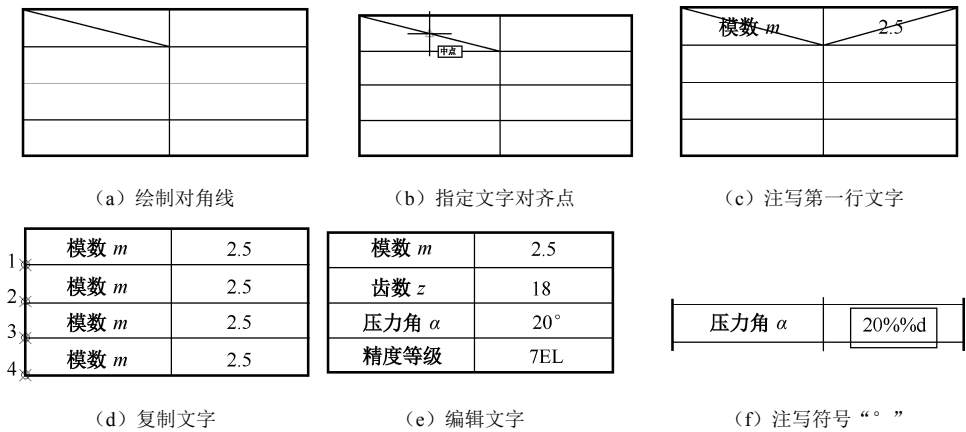 中点
模数 m 2.5
(a)绘制对角线
(b)指定文字对齐点
(c)注写第一行文字
模数 m 2.5
1
模数 m 2.5
2
模数 m 2.5
3
模数 m 2.5
4
模数 m 2.5
齿数 z 18
压力角 α 20°
精度等级 7EL
压力角 α 20%%d
(d)复制文字
(e)编辑文字
(f)注写符号“°”